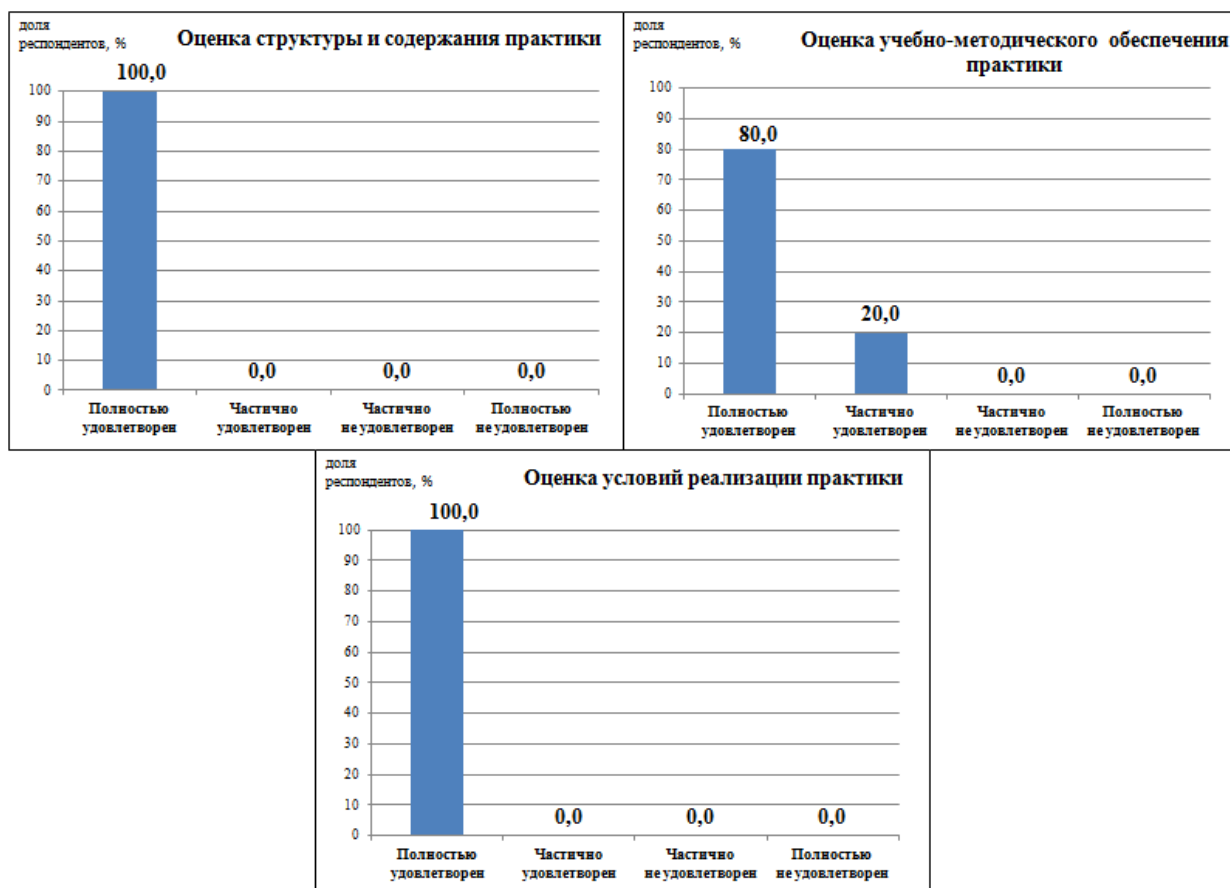 доля
респондентов, %
Оценка структуры и содержания практики
100,0
100
90
80
70
60
50
40
30
20
10
0
0,0 0,0 0,0
Полностью Частично Частично Полностью
удовлетворен удовлетворен не удовлетворен не удовлетворен
доля
респондентов, %
Оценка учебно-методического обеспечения
практики
100
90
80
70
60
50
40
30
20
10
0
80,0
20,0
0,0 0,0
Полностью Частично Частично Полностью
удовлетворен удовлетворен не удовлетворен не удовлетворен
доля
респондентов, %
Оценка условий реализации практики
100,0
100
90
80
70
60
50
40
30
20
10
0
0,0 0,0 0,0
Полностью Частично Частично Полностью
удовлетворен удовлетворен не удовлетворен не удовлетворен